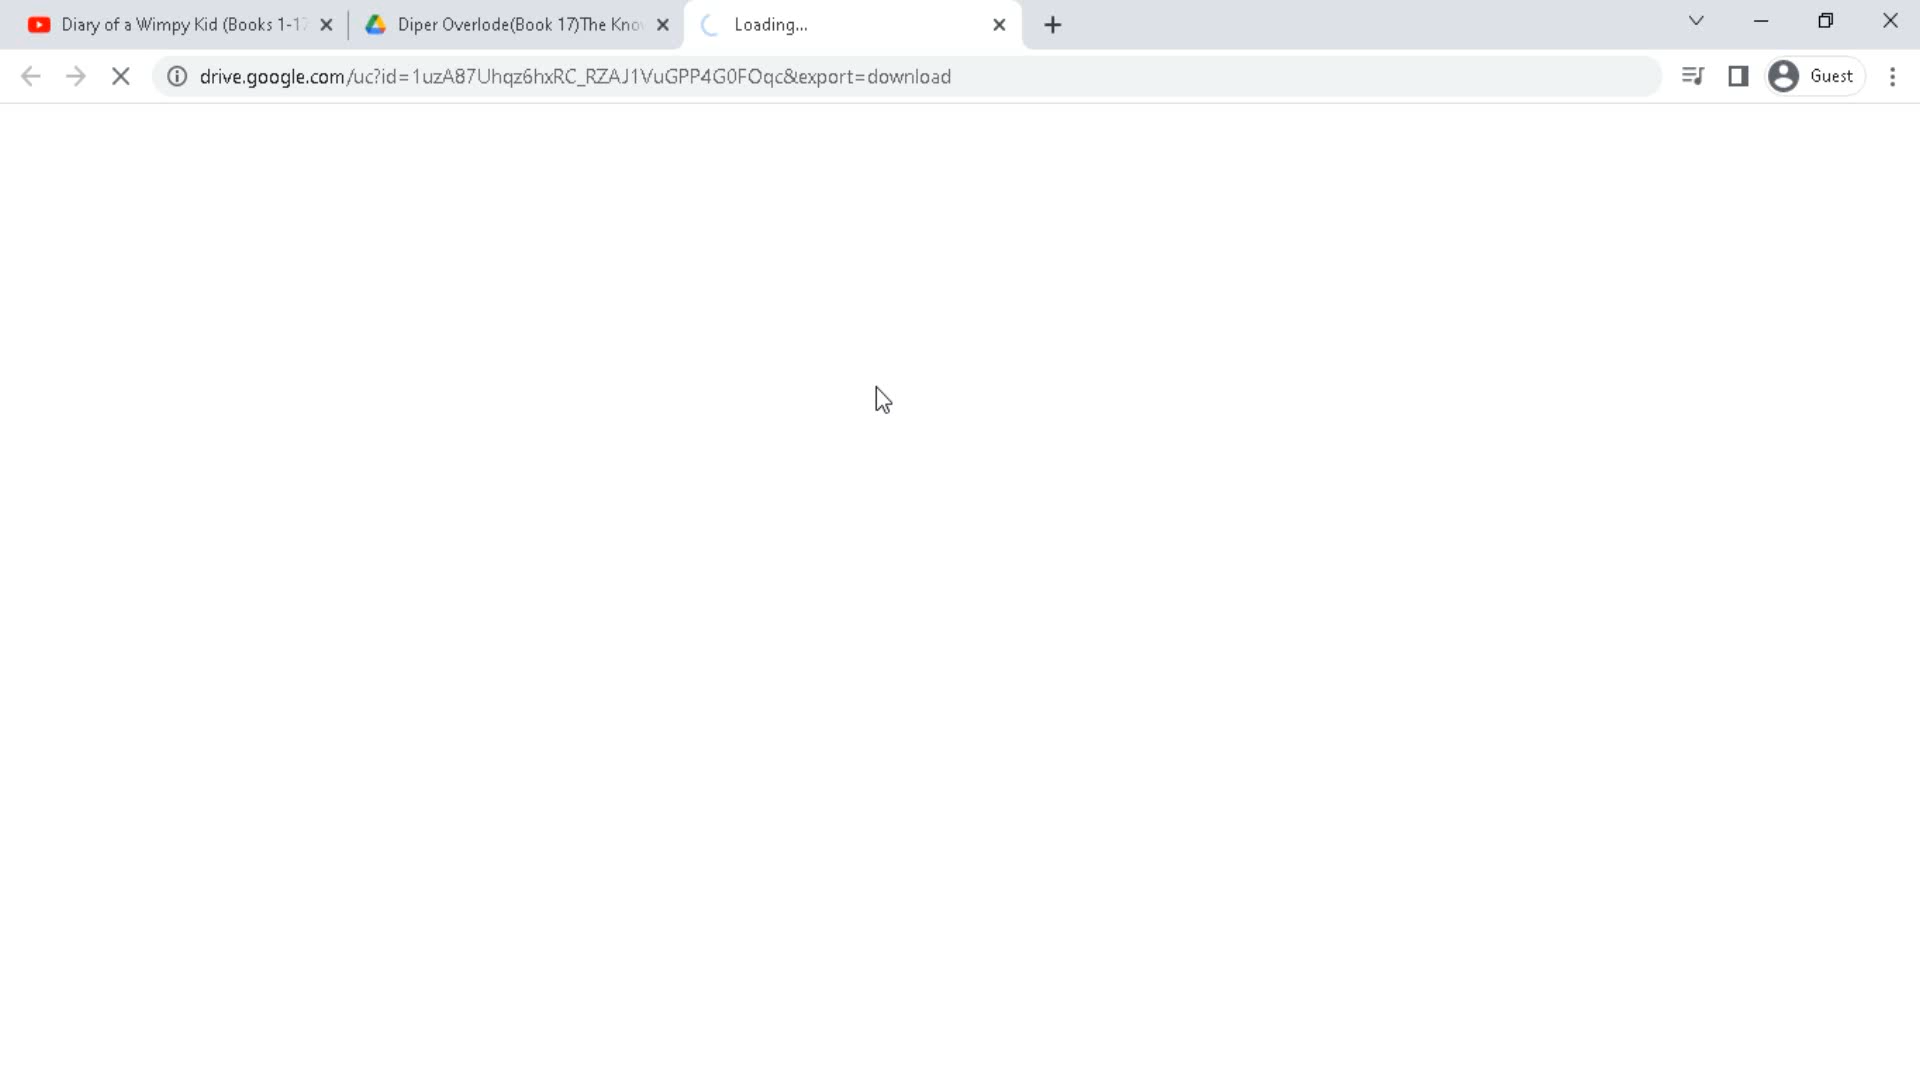 Diary of a Wimpy Kid (Books 1-17
Diper Overlode(Book 17)The Kno
Loading...
drive.google.com/uc?id=1uzA87Uhqz6hxRC_RZAJ1VuGPP4G0FOqc&export=download
Guest